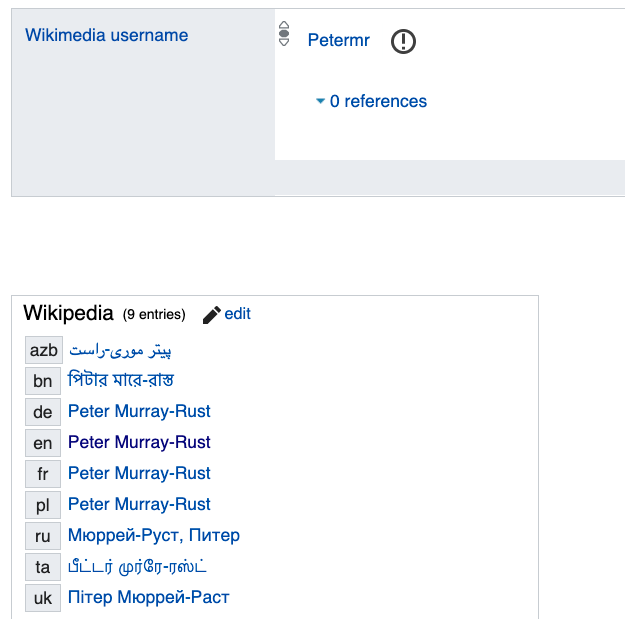 Wikimedia username
Petermr
0 references
Wikipedia (9 entries) edit
azb پیتر موری-راست
bn পিটার মারে-রাস্ত
de Peter Murray-Rust
en Peter Murray-Rust
fr Peter Murray-Rust
pl Peter Murray-Rust
ru Мюррей-Руст, Питер
ta பீட்டர் முர்ரே-ரஸ்ட்
uk Пітер Мюррей-Раст